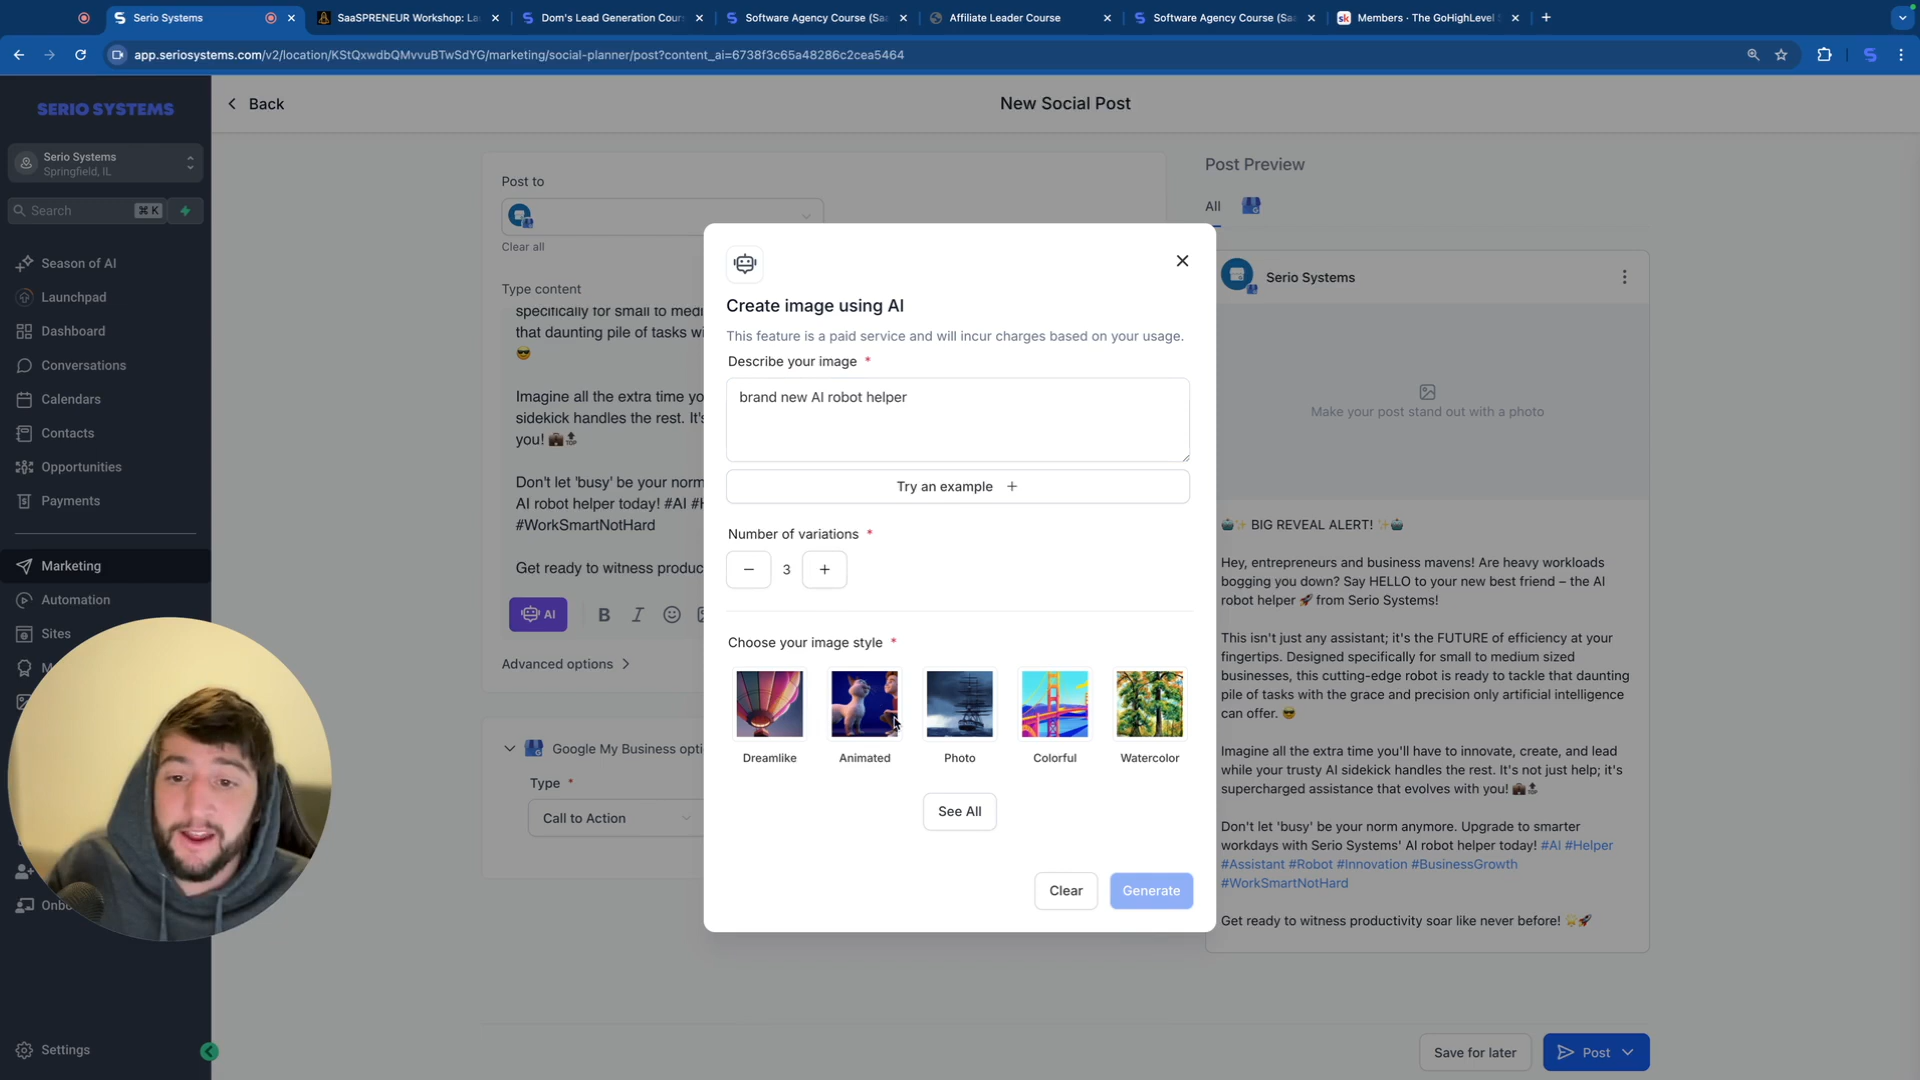 Serio Systems
SaaSPRENEUR Workshop: La
Dom's Lead Generation Cour
Software Agency Course (Saa
Affiliate Leader Course
Software Agency Course (Saa
Members · The GoHighLevel
app.seriosystems.com/v2/location/KStQxwdbQMvvuBTwSdYG/marketing/social-planner/post?content_ai=6738f3c65a48286c2cea5464
SERIO SYSTEMS
Serio Systems
Springfield, IL
Search
⌘ K
Season of AI
Launchpad
Dashboard
Conversations
Calendars
Contacts
Opportunities
Payments
Marketing
Automation
Sites
Settings
Back
New Social Post
Post to
Clear all
Type content
specifically for small to medi
that daunting pile of tasks wi
😎
Imagine all the extra time yo
sidekick handles the rest. It's
you! 💼🔝
Don't let 'busy' be your norm
AI robot helper today! #AI #H
#WorkSmartNotHard
Get ready to witness produc
AI
B
I
Advanced options
Google My Business opti
Type *
Call to Action
Create image using AI
This feature is a paid service and will incur charges based on your usage.
Describe your image *
brand new AI robot helper
Try an example +
Number of variations *
− 3 +
Choose your image style *
Dreamlike
Animated
Photo
Colorful
Watercolor
See All
Clear
Generate
Post Preview
All
Serio Systems
Make your post stand out with a photo
🤖✨ BIG REVEAL ALERT! ✨🤖
Hey, entrepreneurs and business mavens! Are heavy workloads
bogging you down? Say HELLO to your new best friend – the AI
robot helper 🚀 from Serio Systems!
This isn't just any assistant; it's the FUTURE of efficiency at your
fingertips. Designed specifically for small to medium sized
businesses, this cutting-edge robot is ready to tackle that daunting
pile of tasks with the grace and precision only artificial intelligence
can offer. 😎
Imagine all the extra time you'll have to innovate, create, and lead
while your trusty AI sidekick handles the rest. It's not just help; it's
supercharged assistance that evolves with you! 💼🔝
Don't let 'busy' be your norm anymore. Upgrade to smarter
workdays with Serio Systems' AI robot helper today! #AI #Helper
#Assistant #Robot #Innovation #BusinessGrowth
#WorkSmartNotHard
Get ready to witness productivity soar like never before! 🌟🚀
Save for later
Post